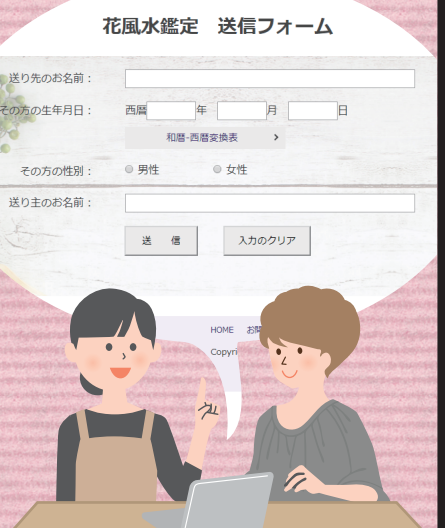 花風水鑑定　送信フォーム
送り先のお名前：
その方の生年月日： 西暦 年 月 日
和暦-西暦変換表
その方の性別： 男性 女性
送り主のお名前：
送　信 入力のクリア
HOME